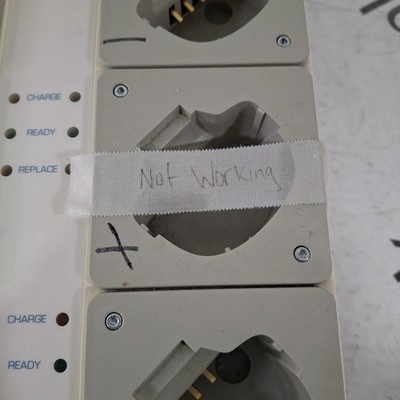 CHARGE
READY
REPLACE
Not Working
CHARGE
READY